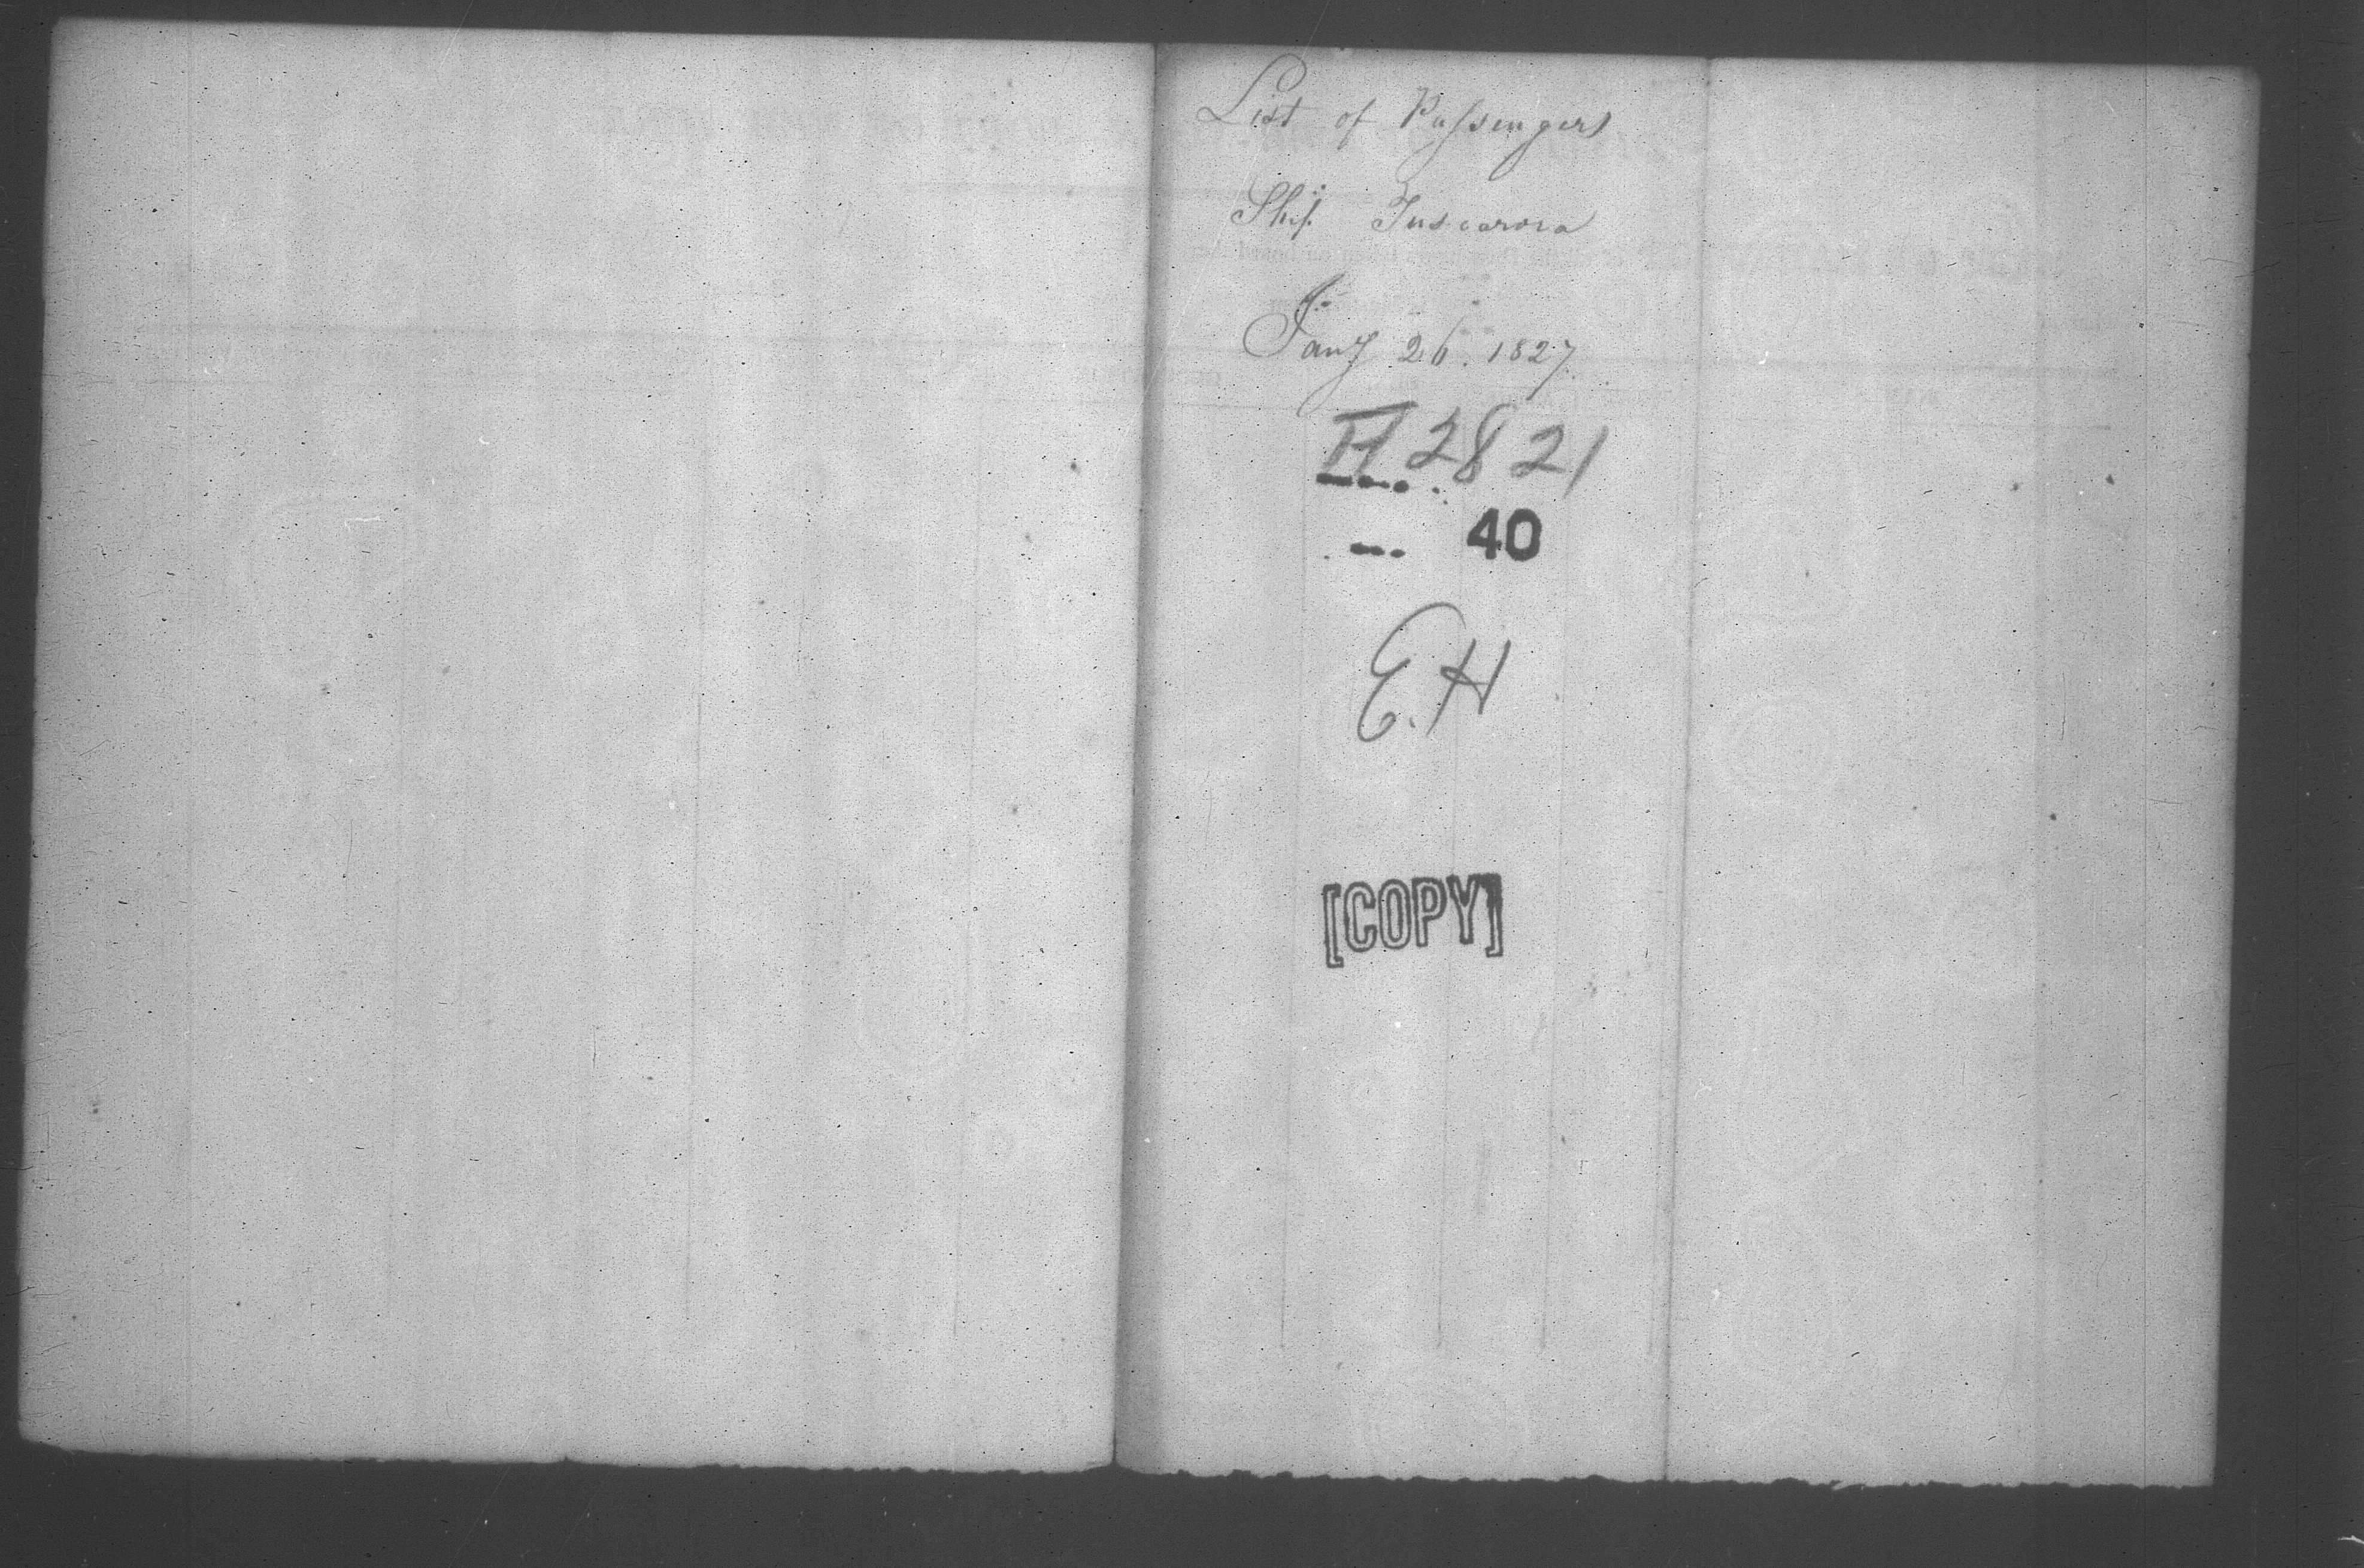 List of Passengers
Ship Tuscarora
Jany 26. 1827
2821
40
E.H
[COPY]